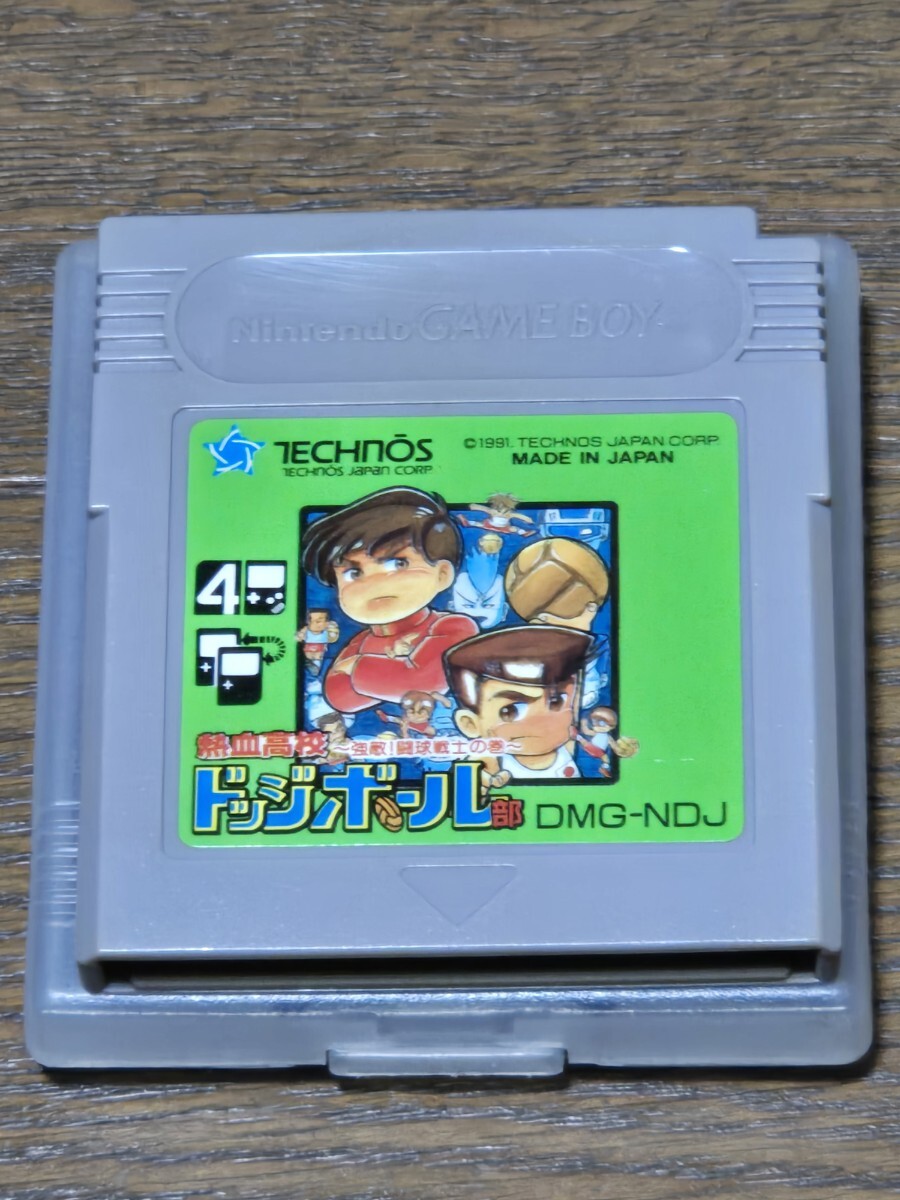 Nintendo GAME BOY
TECHNŌS
TECHNŌS JAPAN CORP.
©1991. TECHNOS JAPAN CORP.
MADE IN JAPAN
4
熱血高校
～強敵!闘球戦士の巻～
ドッジボール部
DMG-NDJ